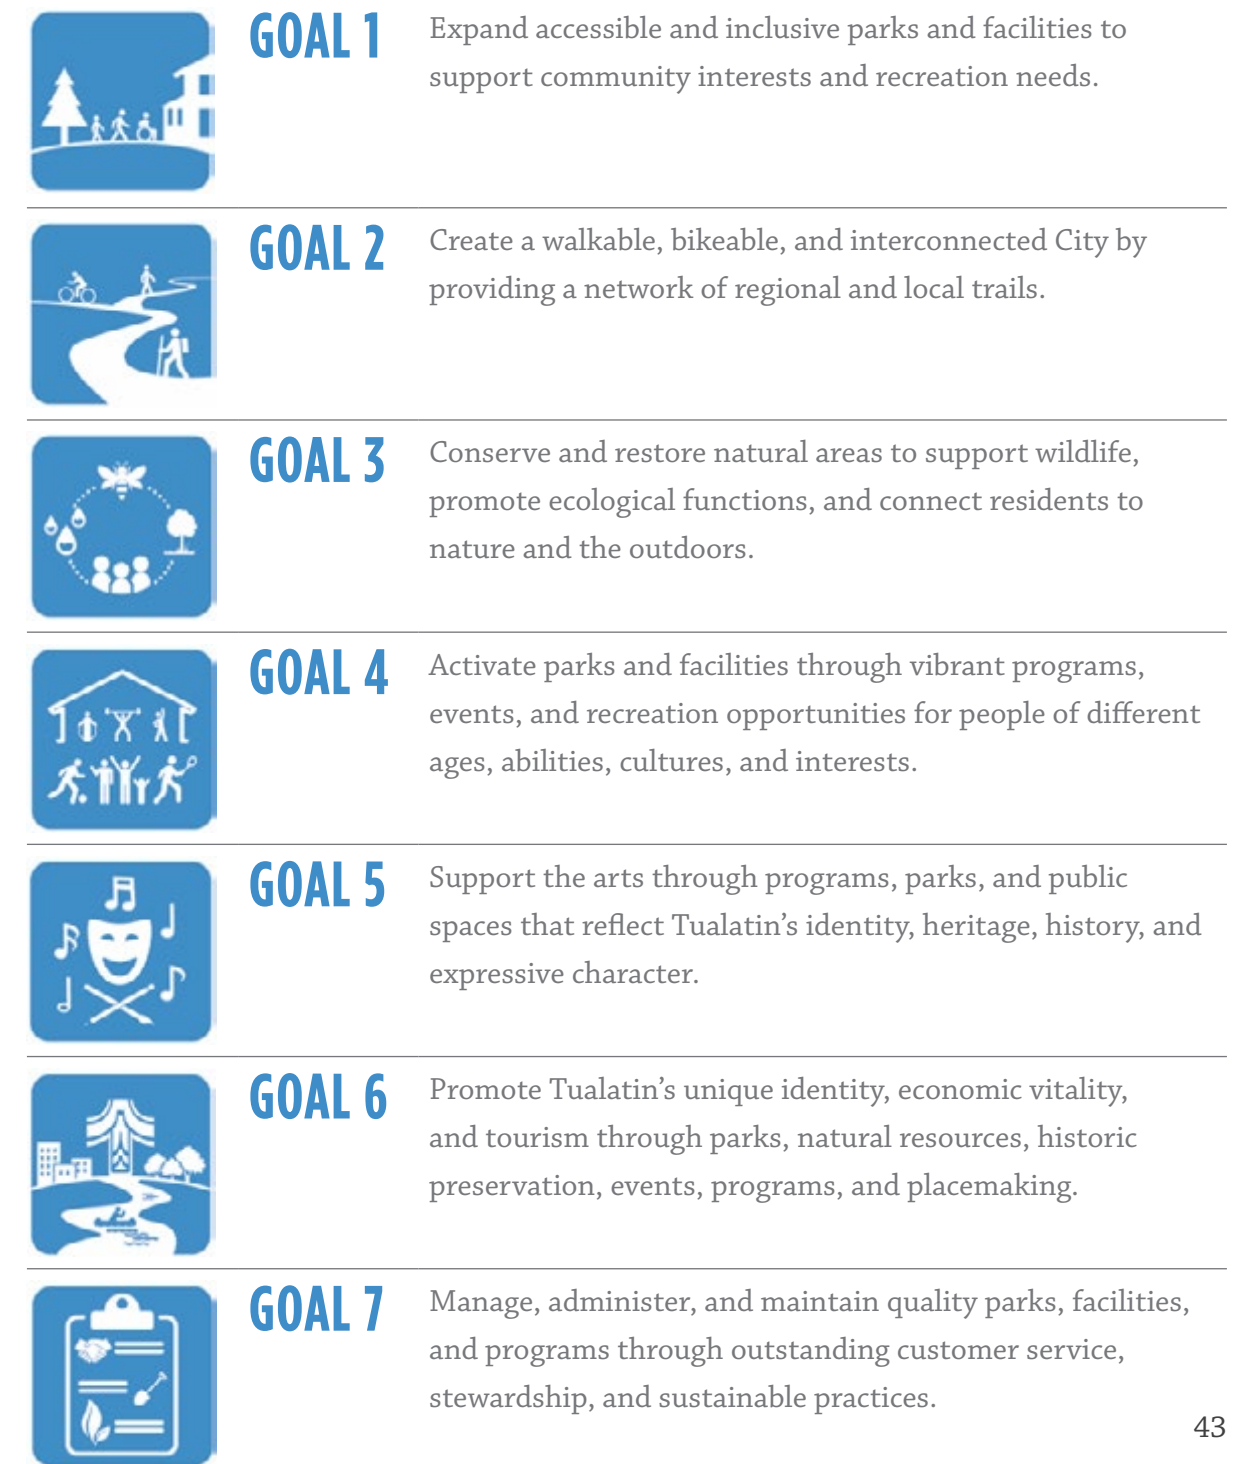 GOAL 1
Expand accessible and inclusive parks and facilities to
support community interests and recreation needs.
GOAL 2
Create a walkable, bikeable, and interconnected City by
providing a network of regional and local trails.
GOAL 3
Conserve and restore natural areas to support wildlife,
promote ecological functions, and connect residents to
nature and the outdoors.
GOAL 4
Activate parks and facilities through vibrant programs,
events, and recreation opportunities for people of different
ages, abilities, cultures, and interests.
GOAL 5
Support the arts through programs, parks, and public
spaces that reflect Tualatin’s identity, heritage, history, and
expressive character.
GOAL 6
Promote Tualatin’s unique identity, economic vitality,
and tourism through parks, natural resources, historic
preservation, events, programs, and placemaking.
GOAL 7
Manage, administer, and maintain quality parks, facilities,
and programs through outstanding customer service,
stewardship, and sustainable practices.
43